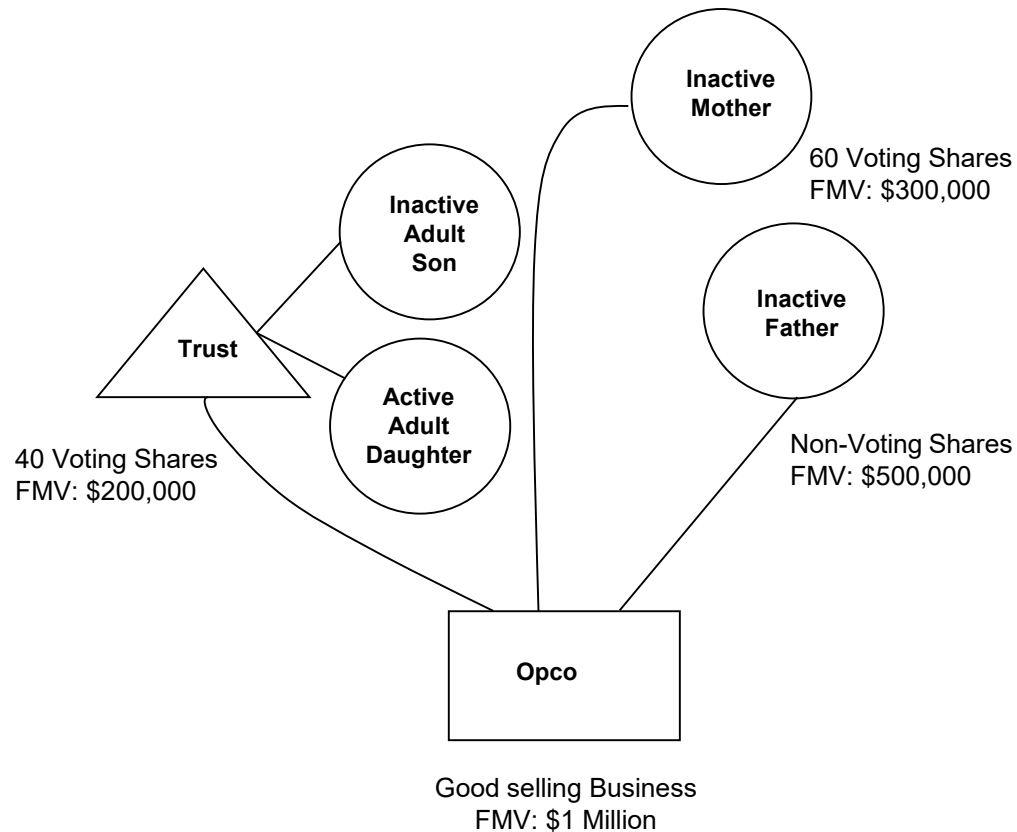 Inactive
Mother
60 Voting Shares
FMV: $300,000
Inactive
Adult
Son
Inactive
Father
Trust
Active
Adult
Daughter
40 Voting Shares
FMV: $200,000
Non-Voting Shares
FMV: $500,000
Opco
Good selling Business
FMV: $1 Million